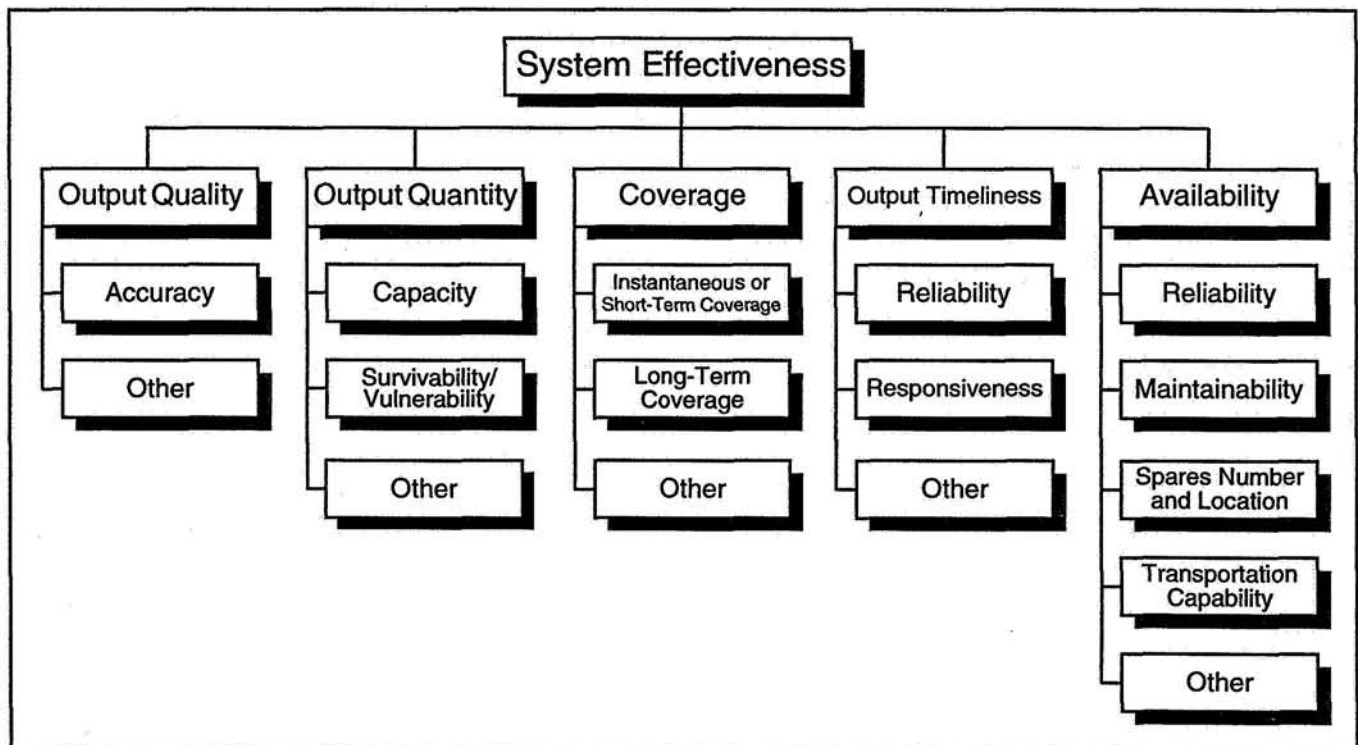 System Effectiveness
Output Quality
Output Quantity
Coverage
Output Timeliness
Availability
Accuracy
Capacity
Instantaneous or
Short-Term Coverage
Reliability
Reliability
Other
Survivability/
Vulnerability
Long-Term
Coverage
Responsiveness
Maintainability
Other
Other
Other
Spares Number
and Location
Transportation
Capability
Other